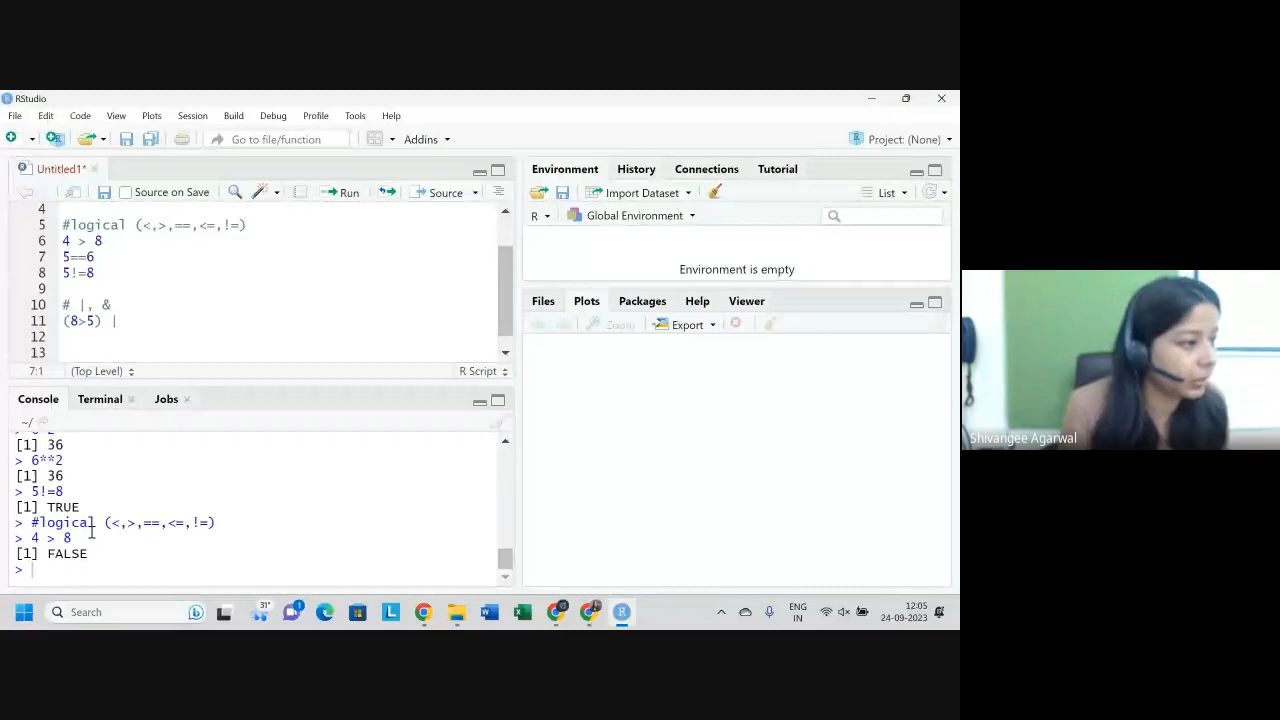 RStudio
File Edit Code View Plots Session Build Debug Profile Tools Help
Go to file/function Addins Project: (None)
Untitled1*
Source on Save Run Source
4
5 #logical (<,>,==,<=,!=)
6 4 > 8
7 5==6
8 5!=8
9
10 # |, &
11 (8>5) |
12
13
7:1 (Top Level) R Script
Console Terminal Jobs
~/
[1] 36
> 6**2
[1] 36
> 5!=8
[1] TRUE
> #logical (<,>,==,<=,!=)
> 4 > 8
[1] FALSE
>
Environment History Connections Tutorial
Import Dataset List
R Global Environment
Environment is empty
Files Plots Packages Help Viewer
Zoom Export
Shivangee Agarwal
Search 31° 1 ENG IN 12:05 24-09-2023